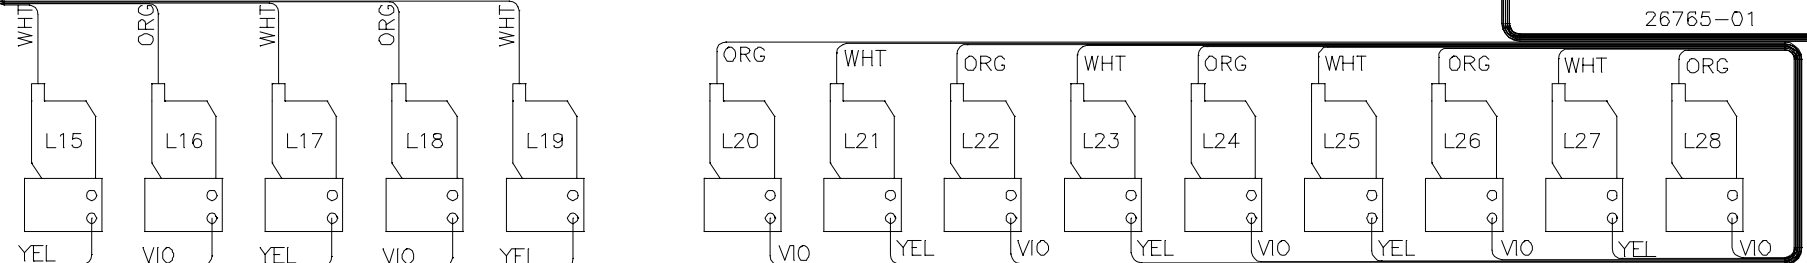 26765-01
WHT ORG WHT ORG WHT ORG WHT ORG WHT ORG WHT ORG WHT ORG
L15 L16 L17 L18 L19 L20 L21 L22 L23 L24 L25 L26 L27 L28
YEL VIO YEL VIO YEL VIO YEL VIO YEL VIO YEL VIO YEL VIO